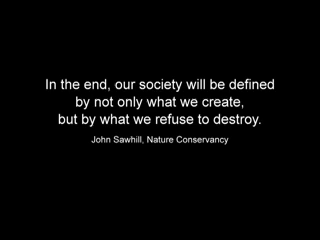 In the end, our society will be defined
by not only what we create,
but by what we refuse to destroy.
John Sawhill, Nature Conservancy